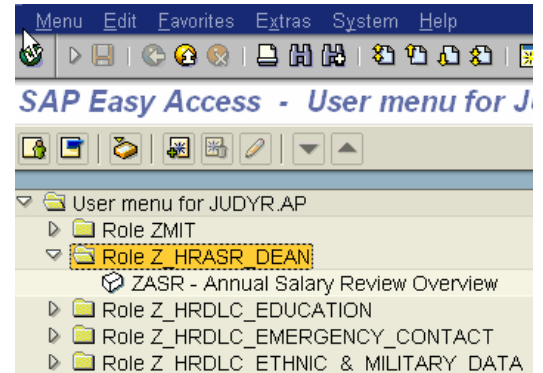 Menu Edit Favorites Extras System Help
SAP Easy Access - User menu for
User menu for JUDYR.AP
Role ZMIT
Role Z_HRASR_DEAN
ZASR - Annual Salary Review Overview
Role Z_HRDLC_EDUCATION
Role Z_HRDLC_EMERGENCY_CONTACT
Role Z_HRDLC_ETHNIC_&_MILITARY_DATA